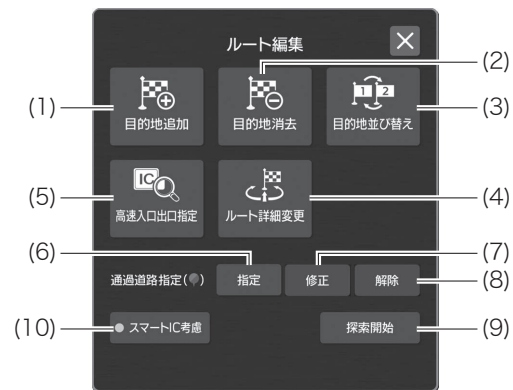 ルート編集
(2)
(1)
目的地追加
目的地消去
1 2
目的地並び替え
(3)
(5)
IC
高速入口出口指定
ルート詳細変更
(4)
(6)
(7)
通過道路指定( )
指定
修正
解除
(8)
(10)
スマートIC考慮
探索開始
(9)